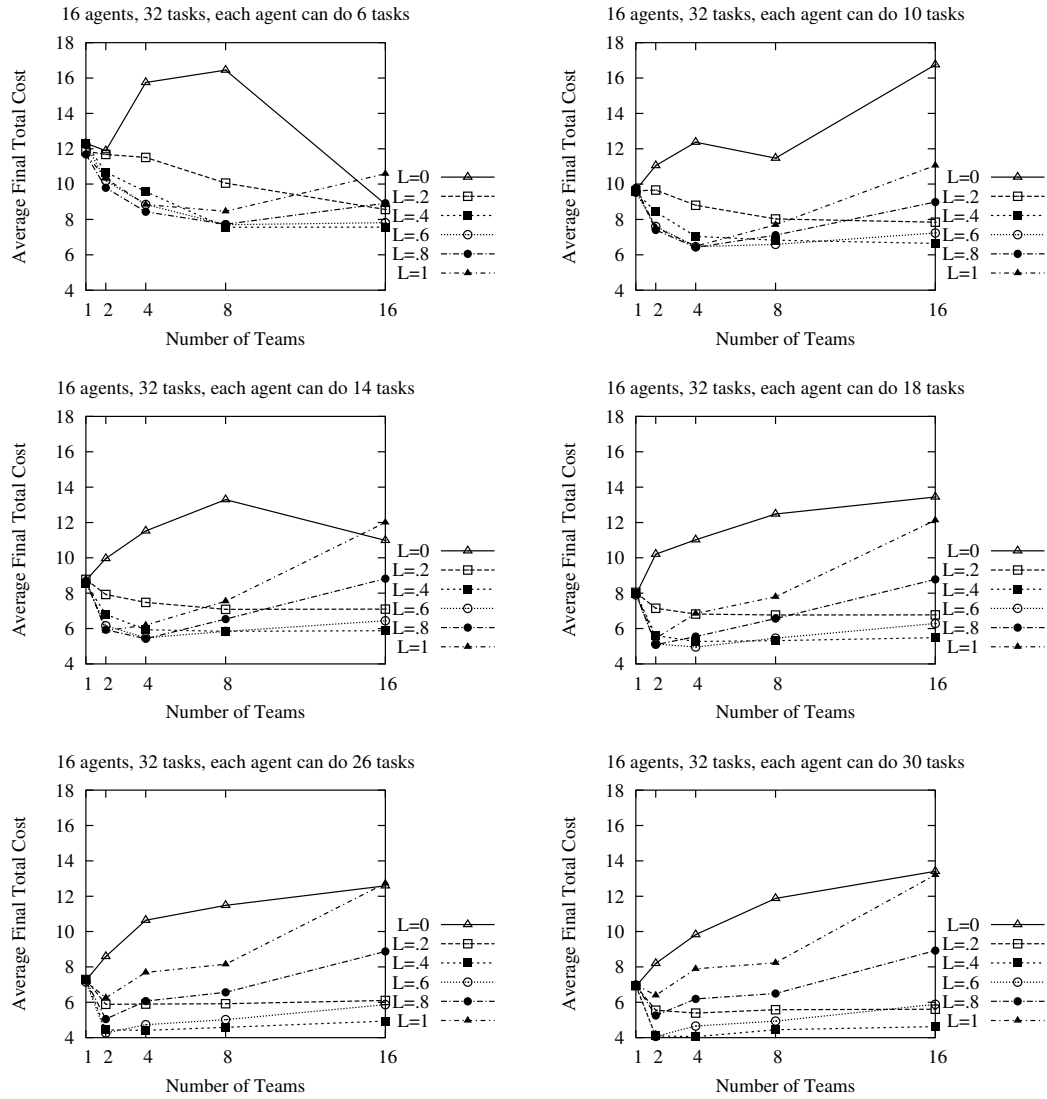 16 agents, 32 tasks, each agent can do 6 tasks
18
16
14
12
10
8
6
4
Average Final Total Cost
1 2 4 8 16
Number of Teams
L=0
L=.2
L=.4
L=.6
L=.8
L=1
16 agents, 32 tasks, each agent can do 10 tasks
18
16
14
12
10
8
6
4
Average Final Total Cost
1 2 4 8 16
Number of Teams
L=0
L=.2
L=.4
L=.6
L=.8
L=1
16 agents, 32 tasks, each agent can do 14 tasks
18
16
14
12
10
8
6
4
Average Final Total Cost
1 2 4 8 16
Number of Teams
L=0
L=.2
L=.4
L=.6
L=.8
L=1
16 agents, 32 tasks, each agent can do 18 tasks
18
16
14
12
10
8
6
4
Average Final Total Cost
1 2 4 8 16
Number of Teams
L=0
L=.2
L=.4
L=.6
L=.8
L=1
16 agents, 32 tasks, each agent can do 26 tasks
18
16
14
12
10
8
6
4
Average Final Total Cost
1 2 4 8 16
Number of Teams
L=0
L=.2
L=.4
L=.6
L=.8
L=1
16 agents, 32 tasks, each agent can do 30 tasks
18
16
14
12
10
8
6
4
Average Final Total Cost
1 2 4 8 16
Number of Teams
L=0
L=.2
L=.4
L=.6
L=.8
L=1